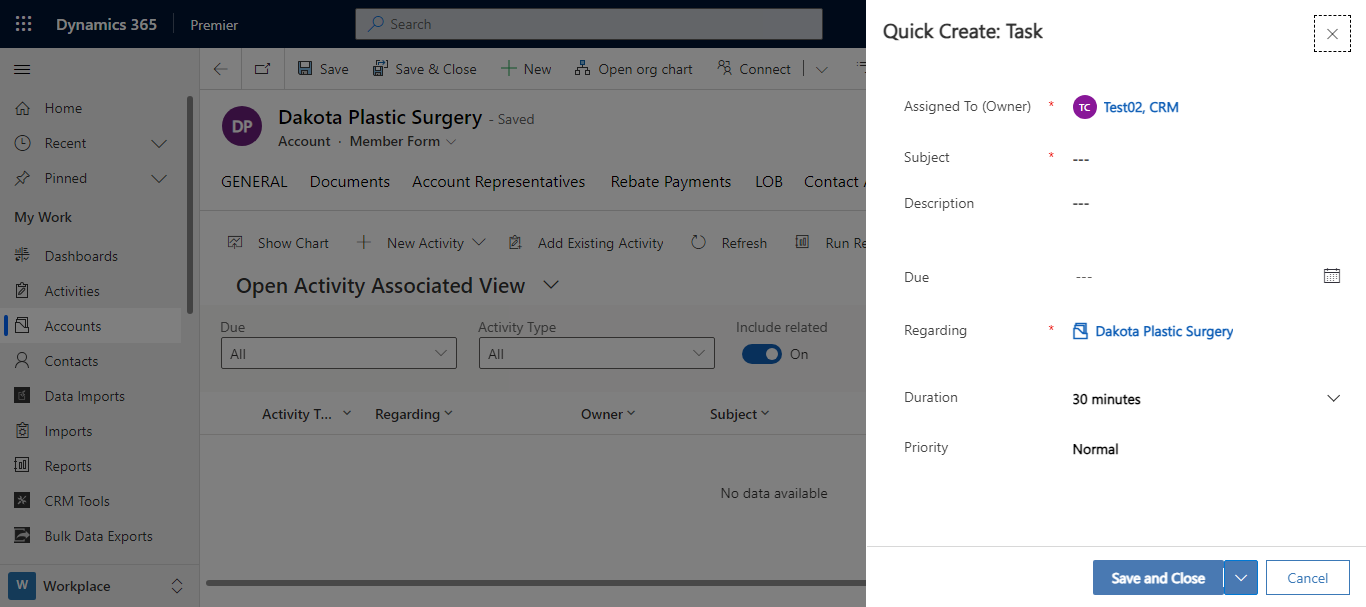 Dynamics 365 Premier Search
Quick Create: Task
Save Save & Close New Open org chart Connect
Home
Recent
Pinned
My Work
Dashboards
Activities
Accounts
Contacts
Data Imports
Imports
Reports
CRM Tools
Bulk Data Exports
W Workplace
DP Dakota Plastic Surgery - Saved
Account · Member Form
GENERAL Documents Account Representatives Rebate Payments LOB Contact
Show Chart New Activity Add Existing Activity Refresh Run Re
Open Activity Associated View
Due Activity Type Include related
All All On
Activity T... Regarding Owner Subject
No data available
Assigned To (Owner) * TC Test02, CRM
Subject * ---
Description ---
Due ---
Regarding * Dakota Plastic Surgery
Duration 30 minutes
Priority Normal
Save and Close Cancel